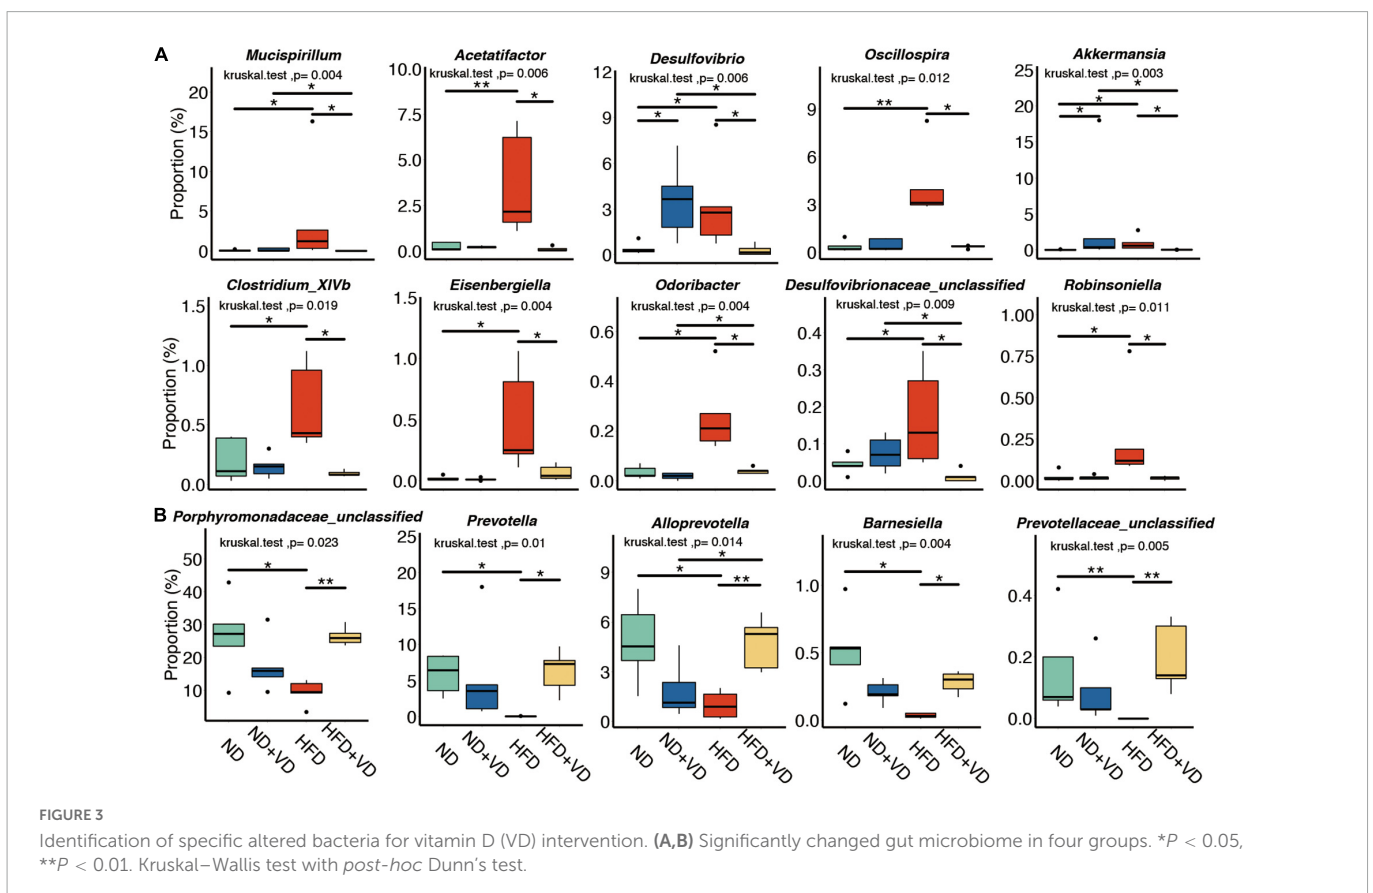 A
Mucispirillum
kruskal.test ,p= 0.004
Proportion (%)
20
15
10
5
0
*
*
*
Acetatifactor
kruskal.test ,p= 0.006
10.0
7.5
5.0
2.5
0.0
**
*
Desulfovibrio
kruskal.test ,p= 0.006
12
9
6
3
0
*
*
*
*
Oscillospira
kruskal.test ,p= 0.012
9
6
3
0
**
*
Akkermansia
kruskal.test ,p= 0.003
25
20
15
10
5
0
*
*
*
*
Clostridium_XIVb
kruskal.test ,p= 0.019
Proportion (%)
1.5
1.0
0.5
0.0
*
*
Eisenbergiella
kruskal.test ,p= 0.004
1.5
1.0
0.5
0.0
*
*
Odoribacter
kruskal.test ,p= 0.004
0.6
0.4
0.2
0.0
*
*
*
Desulfovibrionaceae_unclassified
kruskal.test ,p= 0.009
0.4
0.3
0.2
0.1
0.0
*
*
*
Robinsoniella
kruskal.test ,p= 0.011
1.00
0.75
0.50
0.25
0.00
*
*
B
Porphyromonadaceae_unclassified
kruskal.test ,p= 0.023
Proportion (%)
50
40
30
20
10
*
**
ND
ND+VD
HFD
HFD+VD
Prevotella
kruskal.test ,p= 0.01
25
20
15
10
5
0
*
*
ND
ND+VD
HFD
HFD+VD
Alloprevotella
kruskal.test ,p= 0.014
9
6
3
0
*
*
**
ND
ND+VD
HFD
HFD+VD
Barnesiella
kruskal.test ,p= 0.004
1.0
0.5
0.0
*
*
ND
ND+VD
HFD
HFD+VD
Prevotellaceae_unclassified
kruskal.test ,p= 0.005
0.4
0.2
0.0
**
**
ND
ND+VD
HFD
HFD+VD
FIGURE 3
Identification of specific altered bacteria for vitamin D (VD) intervention. (A,B) Significantly changed gut microbiome in four groups. *P < 0.05,
**P < 0.01. Kruskal–Wallis test with post-hoc Dunn's test.